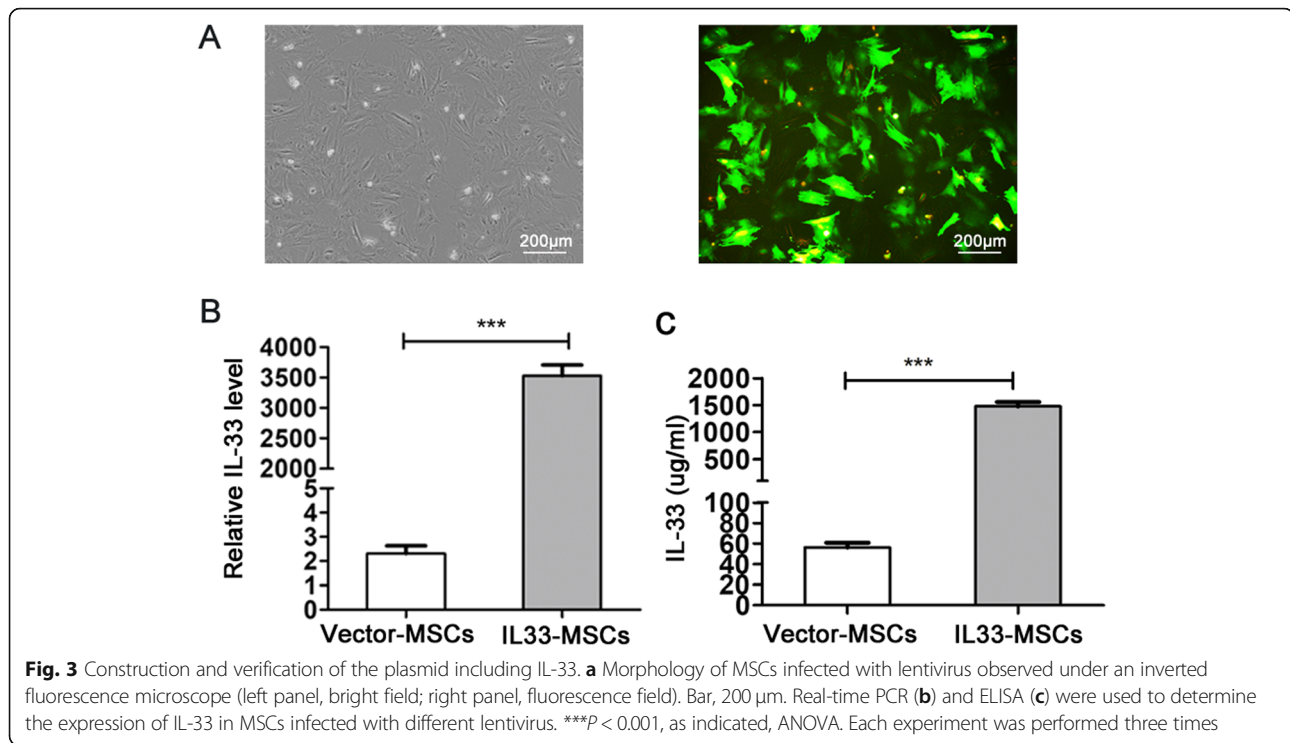 A
200μm
200μm
B
***
Relative IL-33 level
4000
3500
3000
2500
2000
5
4
3
2
1
0
Vector-MSCs IL33-MSCs
C
***
IL-33 (ug/ml)
2000
1500
1000
500
100
80
60
40
20
0
Vector-MSCs IL33-MSCs
Fig. 3 Construction and verification of the plasmid including IL-33. a Morphology of MSCs infected with lentivirus observed under an inverted
fluorescence microscope (left panel, bright field; right panel, fluorescence field). Bar, 200 μm. Real-time PCR (b) and ELISA (c) were used to determine
the expression of IL-33 in MSCs infected with different lentivirus. ***P < 0.001, as indicated, ANOVA. Each experiment was performed three times